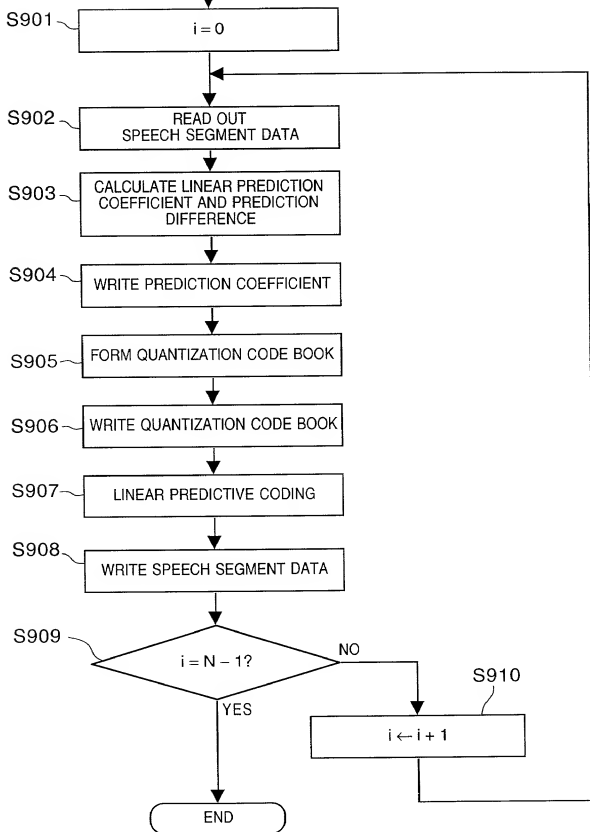 S901
i = 0
S902
READ OUT
SPEECH SEGMENT DATA
S903
CALCULATE LINEAR PREDICTION
COEFFICIENT AND PREDICTION
DIFFERENCE
S904
WRITE PREDICTION COEFFICIENT
S905
FORM QUANTIZATION CODE BOOK
S906
WRITE QUANTIZATION CODE BOOK
S907
LINEAR PREDICTIVE CODING
S908
WRITE SPEECH SEGMENT DATA
S909
i = N − 1?
NO
YES
S910
i ← i + 1
END